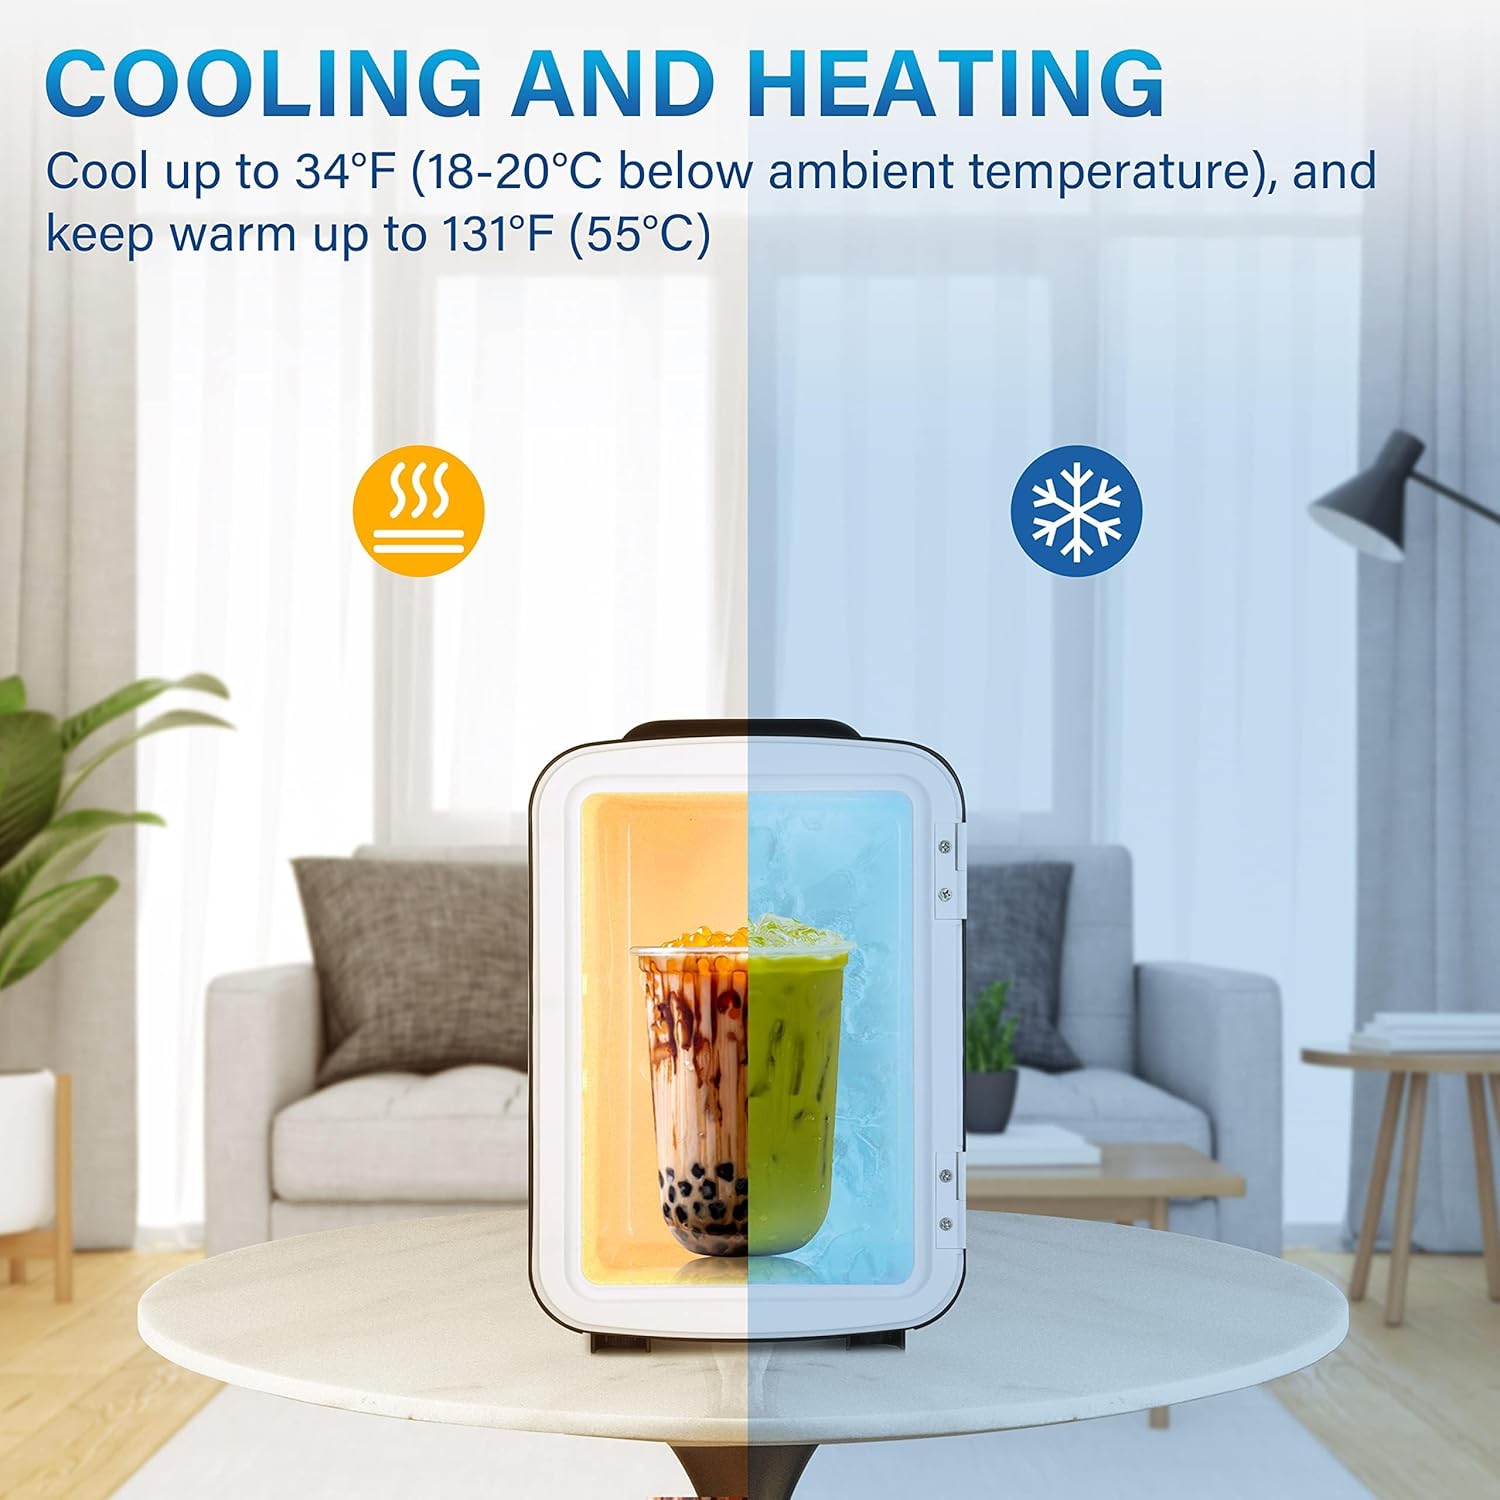 COOLING AND HEATING
Cool up to 34°F (18-20°C below ambient temperature), and
keep warm up to 131°F (55°C)